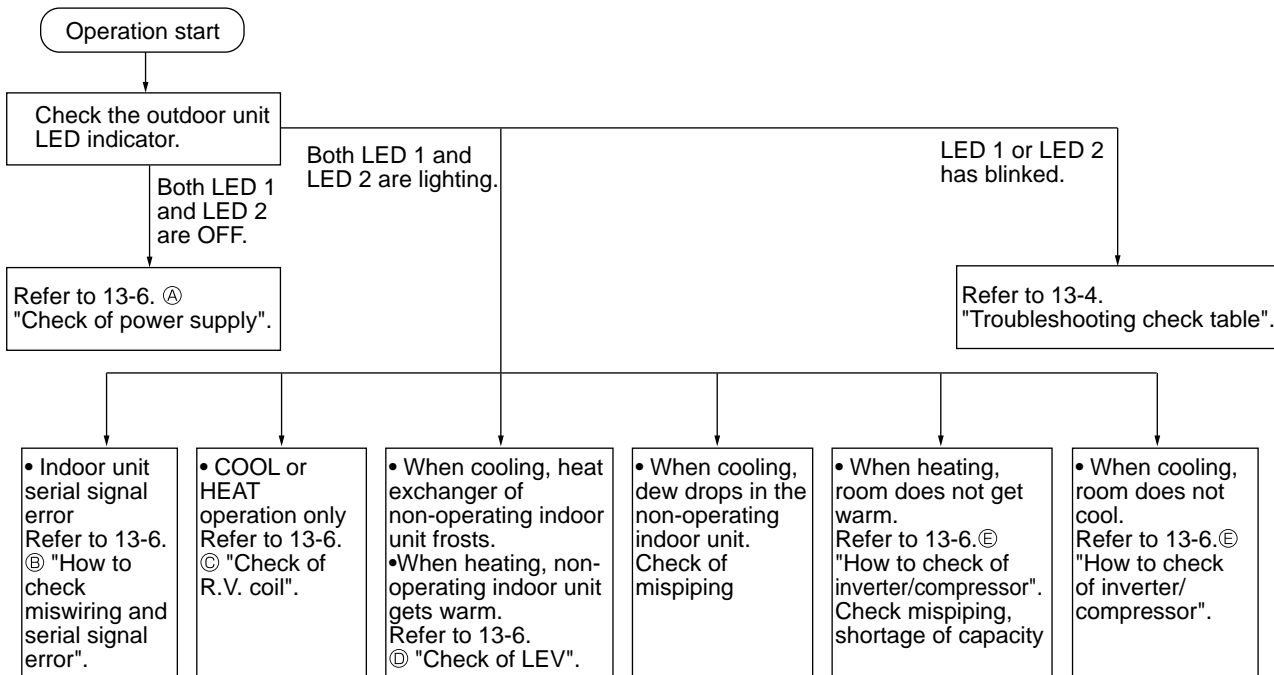 Operation start
Check the outdoor unit
LED indicator.
Both LED 1 and
LED 2 are lighting.
LED 1 or LED 2
has blinked.
Both LED 1
and LED 2
are OFF.
Refer to 13-6. Ⓐ
"Check of power supply".
Refer to 13-4.
"Troubleshooting check table".
• Indoor unit
serial signal
error
Refer to 13-6.
Ⓑ "How to
check
miswiring and
serial signal
error".
• COOL or
HEAT
operation only
Refer to 13-6.
Ⓒ "Check of
R.V. coil".
• When cooling, heat
exchanger of
non-operating indoor
unit frosts.
•When heating, non-
operating indoor unit
gets warm.
Refer to 13-6.
Ⓓ "Check of LEV".
• When cooling,
dew drops in the
non-operating
indoor unit.
Check of
mispiping
• When heating,
room does not get
warm.
Refer to 13-6.Ⓔ
"How to check of
inverter/compressor".
Check mispiping,
shortage of capacity
• When cooling,
room does not
cool.
Refer to 13-6.Ⓔ
"How to check
of inverter/
compressor".